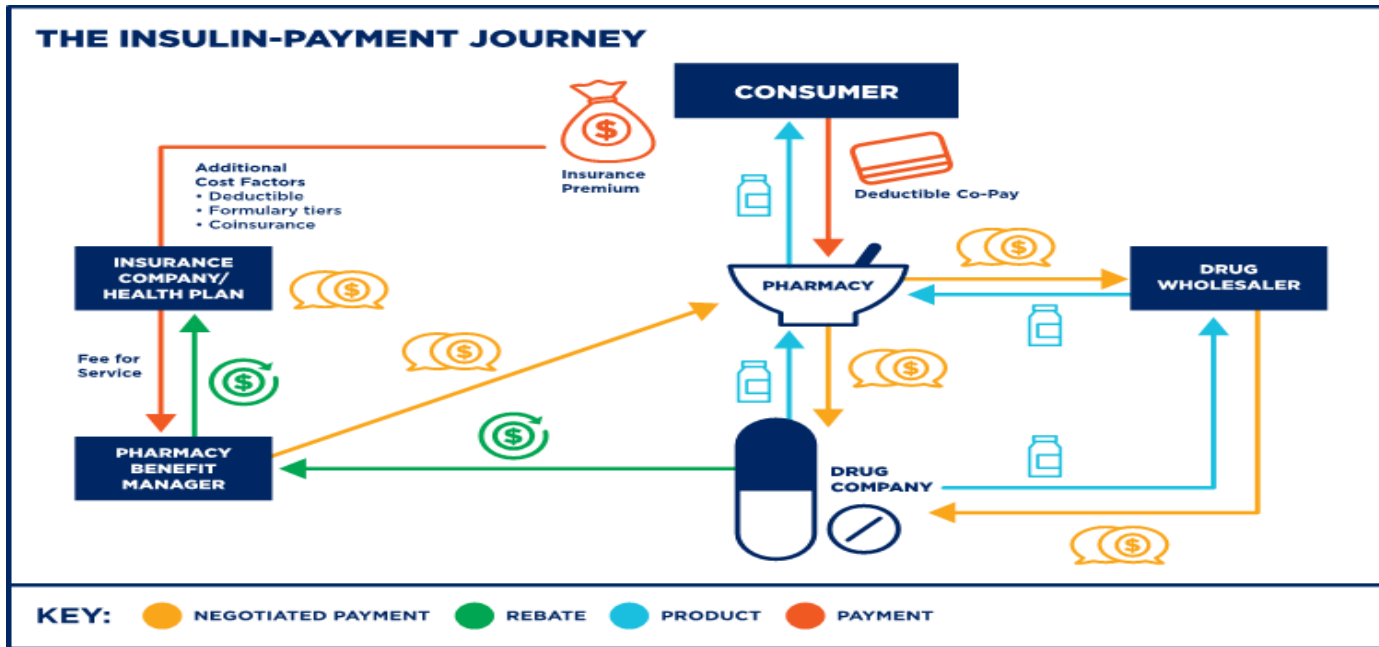 THE INSULIN-PAYMENT JOURNEY
CONSUMER
$
Insurance
Premium
Deductible Co-Pay
Additional
Cost Factors
• Deductible
• Formulary tiers
• Coinsurance
INSURANCE
COMPANY/
HEALTH PLAN
$
$
PHARMACY
$
DRUG
WHOLESALER
Fee for
Service
$
$
$
PHARMACY
BENEFIT
MANAGER
DRUG
COMPANY
$
KEY:
NEGOTIATED PAYMENT
REBATE
PRODUCT
PAYMENT